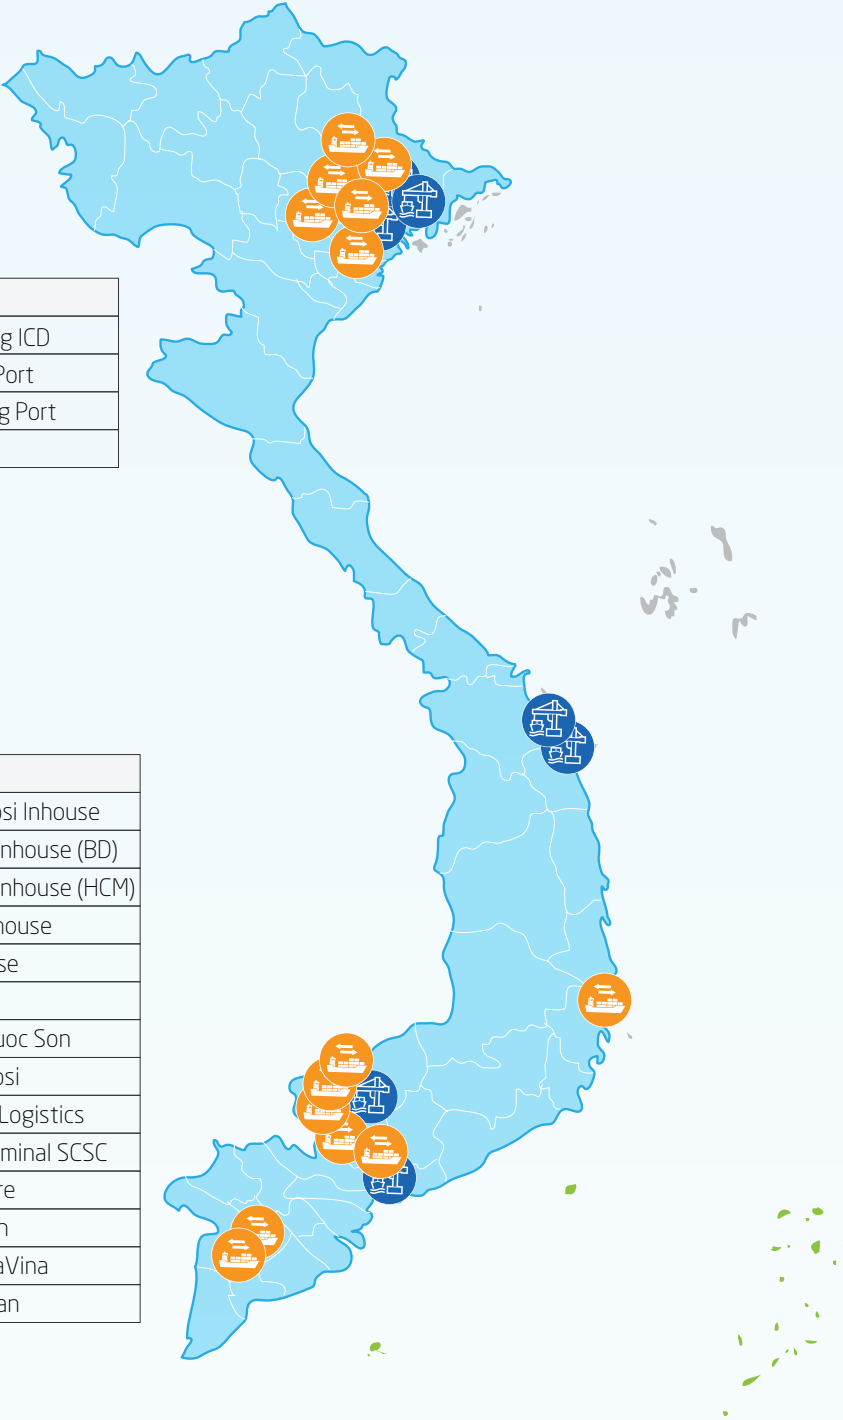 g ICD
Port
g Port
si Inhouse
nhouse (BD)
nhouse (HCM)
house
se
uoc Son
osi
Logistics
minal SCSC
re
n
aVina
an